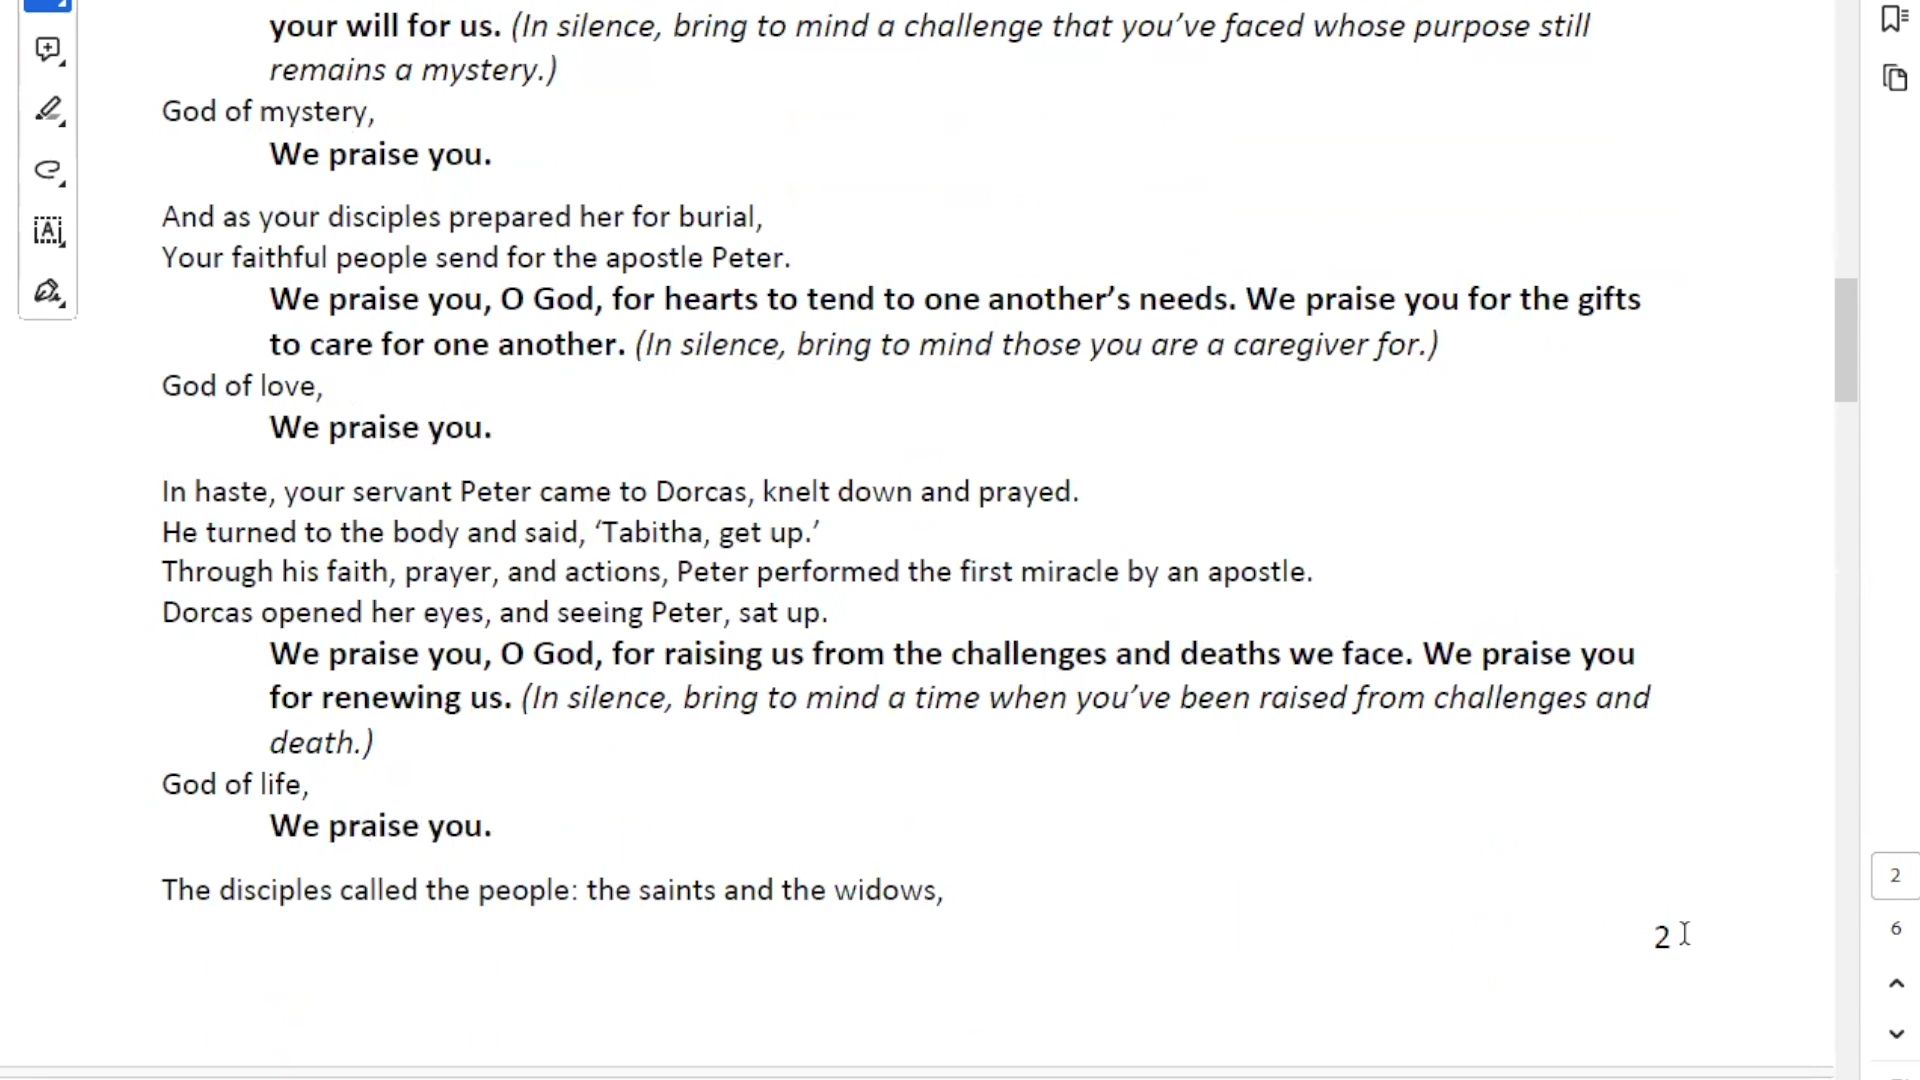 your will for us. (In silence, bring to mind a challenge that you’ve faced whose purpose still
remains a mystery.)
God of mystery,
We praise you.
And as your disciples prepared her for burial,
Your faithful people send for the apostle Peter.
We praise you, O God, for hearts to tend to one another’s needs. We praise you for the gifts
to care for one another. (In silence, bring to mind those you are a caregiver for.)
God of love,
We praise you.
In haste, your servant Peter came to Dorcas, knelt down and prayed.
He turned to the body and said, ‘Tabitha, get up.’
Through his faith, prayer, and actions, Peter performed the first miracle by an apostle.
Dorcas opened her eyes, and seeing Peter, sat up.
We praise you, O God, for raising us from the challenges and deaths we face. We praise you
for renewing us. (In silence, bring to mind a time when you’ve been raised from challenges and
death.)
God of life,
We praise you.
The disciples called the people: the saints and the widows,
2
2
6